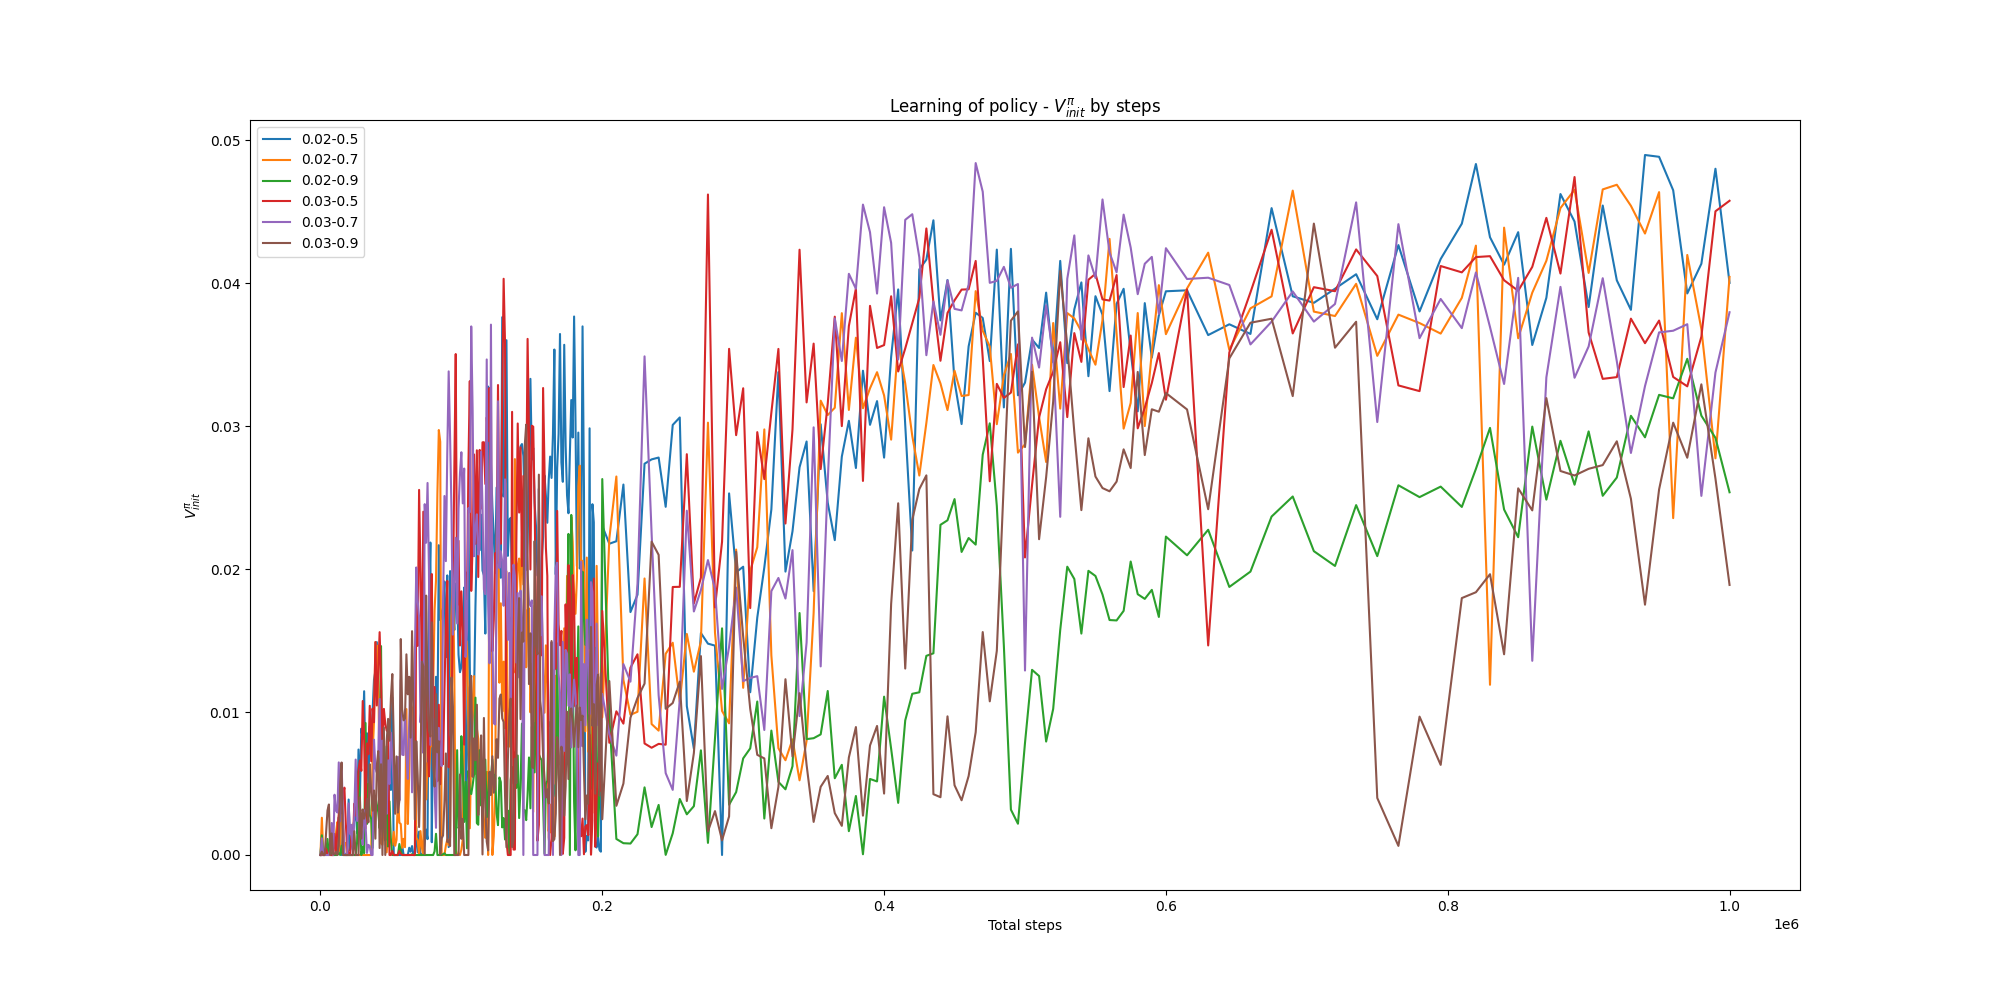 Learning of policy - $V_{init}^{\pi}$ by steps
0.02-0.5
0.02-0.7
0.02-0.9
0.03-0.5
0.03-0.7
0.03-0.9
0.05
0.04
0.03
0.02
0.01
0.00
$V_{init}^{\pi}$
0.0 0.2 0.4 0.6 0.8 1.0
Total steps
1e6